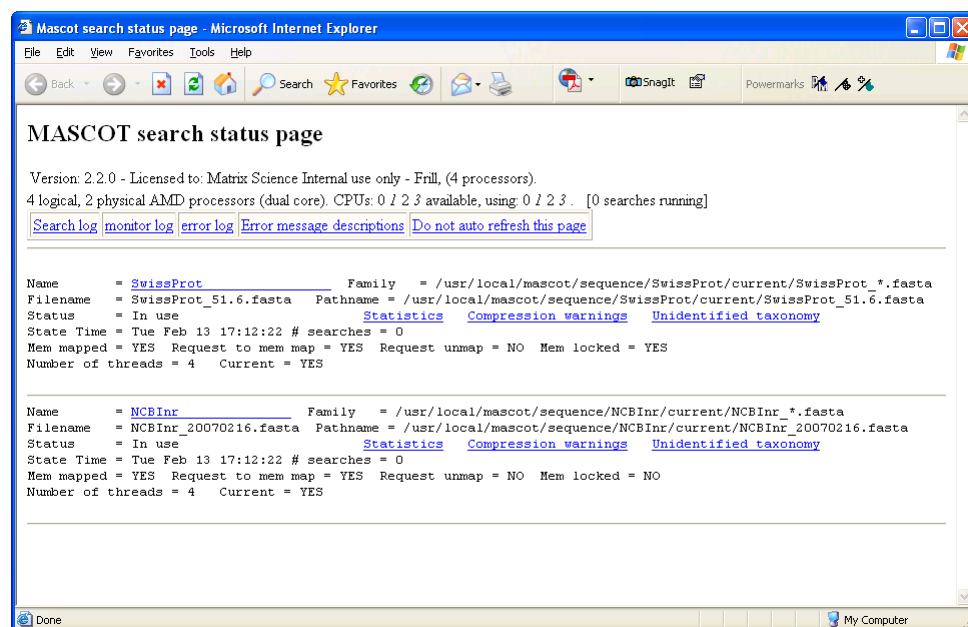 Mascot search status page - Microsoft Internet Explorer
File Edit View Favorites Tools Help
Back Search Favorites SnagIt Powermarks
MASCOT search status page
Version: 2.2.0 - Licensed to: Matrix Science Internal use only - Frill, (4 processors).
4 logical, 2 physical AMD processors (dual core). CPUs: 0 1 2 3 available, using: 0 1 2 3 . [0 searches running]
Search log monitor log error log Error message descriptions Do not auto refresh this page
Name = SwissProt Family = /usr/local/mascot/sequence/SwissProt/current/SwissProt_*.fasta
Filename = SwissProt_51.6.fasta Pathname = /usr/local/mascot/sequence/SwissProt/current/SwissProt_51.6.fasta
Status = In use Statistics Compression warnings Unidentified taxonomy
State Time = Tue Feb 13 17:12:22 # searches = 0
Mem mapped = YES Request to mem map = YES Request unmap = NO Mem locked = YES
Number of threads = 4 Current = YES
Name = NCBInr Family = /usr/local/mascot/sequence/NCBInr/current/NCBInr_*.fasta
Filename = NCBInr_20070216.fasta Pathname = /usr/local/mascot/sequence/NCBInr/current/NCBInr_20070216.fasta
Status = In use Statistics Compression warnings Unidentified taxonomy
State Time = Tue Feb 13 17:12:22 # searches = 0
Mem mapped = YES Request to mem map = YES Request unmap = NO Mem locked = NO
Number of threads = 4 Current = YES
Done My Computer